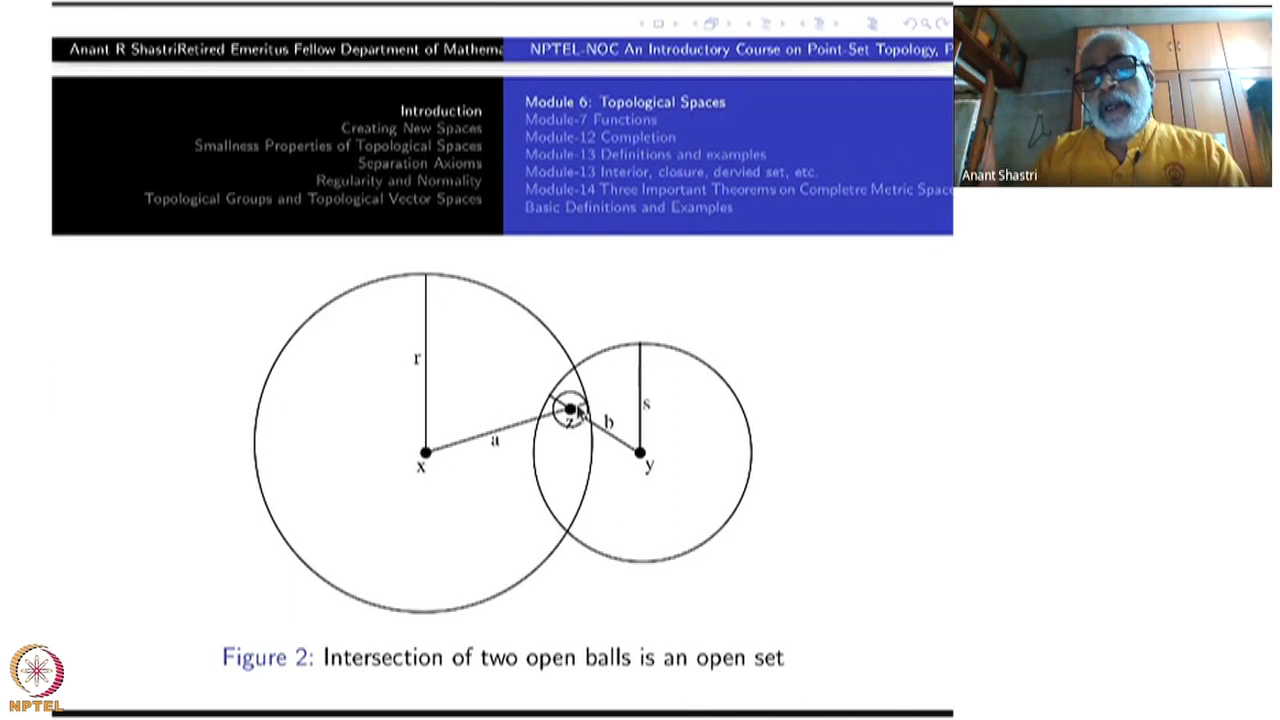 Anant R ShastriRetired Emeritus Fellow Department of Mathema
NPTEL-NOC An Introductory Course on Point-Set Topology, P
Introduction
Creating New Spaces
Smallness Properties of Topological Spaces
Separation Axioms
Regularity and Normality
Topological Groups and Topological Vector Spaces
Module 6: Topological Spaces
Module-7 Functions
Module-12 Completion
Module-13 Definitions and examples
Module-13 Interior, closure, dervied set, etc.
Module-14 Three Important Theorems on Completre Metric Space
Basic Definitions and Examples
Anant Shastri
r
s
z
b
a
x
y
Figure 2: Intersection of two open balls is an open set
NPTEL